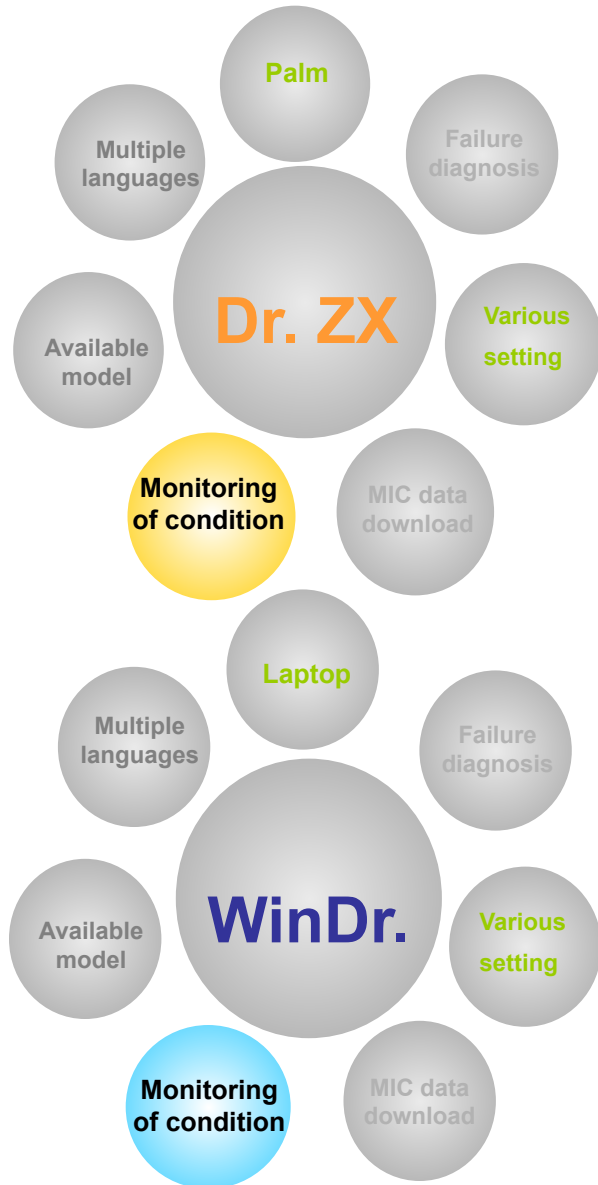 Palm
Multiple
languages
Failure
diagnosis
Dr. ZX
Various
setting
Available
model
Monitoring
of condition
MIC data
download
Laptop
Multiple
languages
Failure
diagnosis
WinDr.
Various
setting
Available
model
Monitoring
of condition
MIC data
download